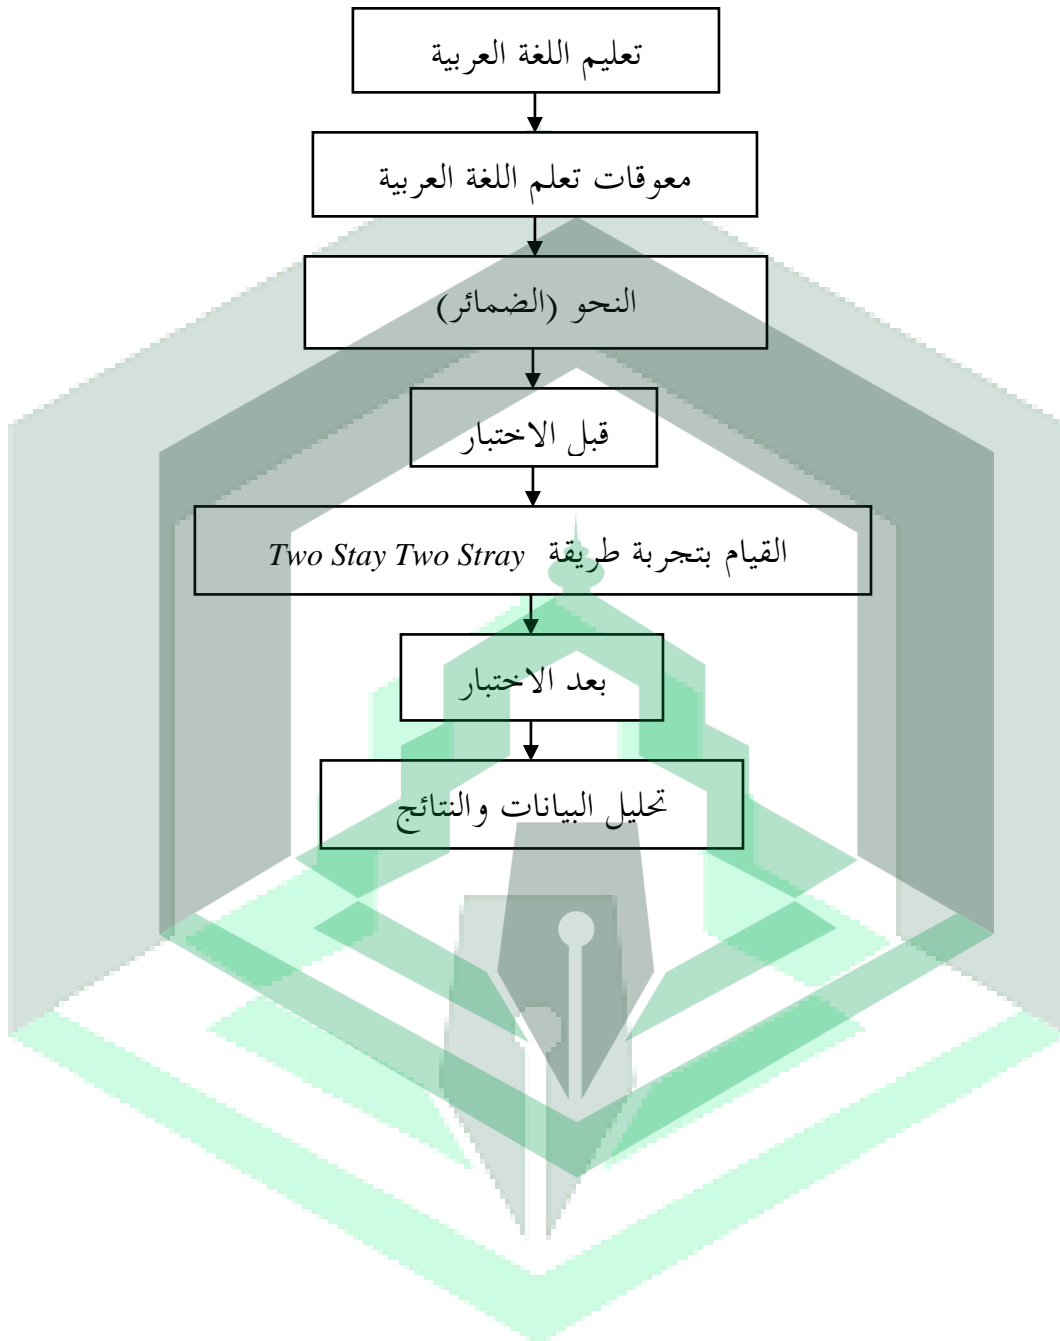 تعليم اللغة العربية
معوقات تعلم اللغة العربية
النحو (الضمائر)
قبل الاختبار
القيام بتجربة طريقة Two Stay Two Stray
بعد الاختبار
تحليل البيانات والنتائج